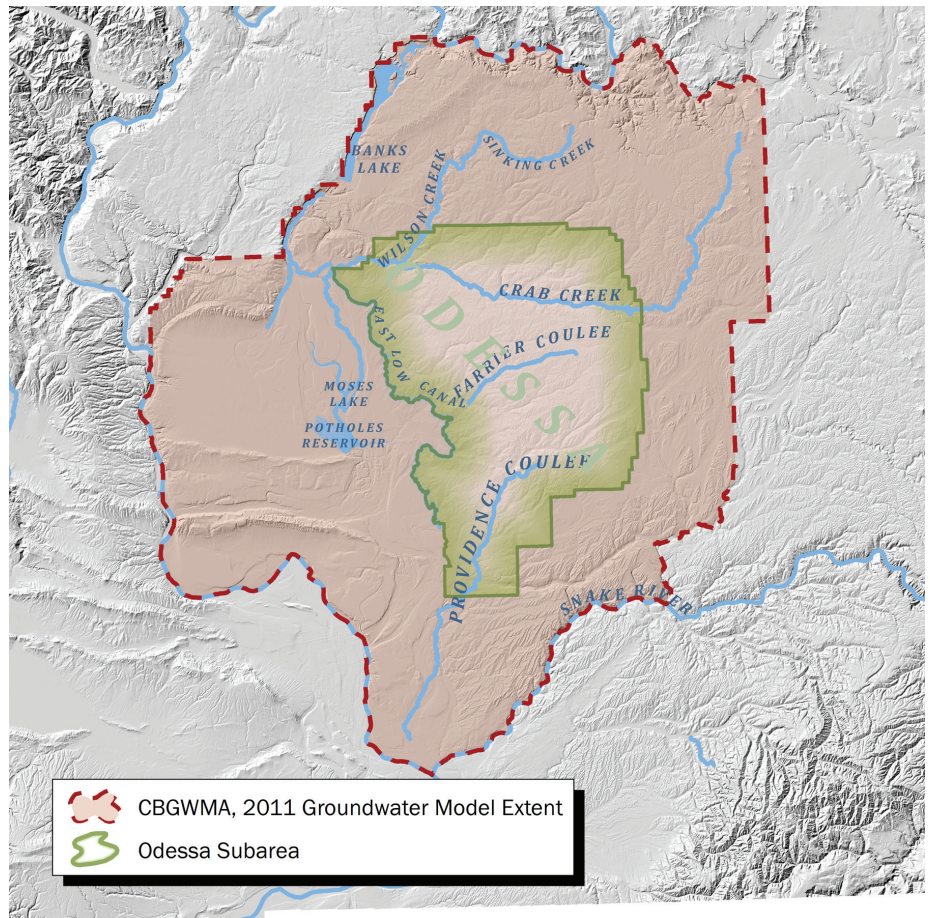 BANKS
LAKE
SINKING CREEK
WILSON CREEK
CRAB CREEK
ODESSA
EAST LOW CANAL
FARRIER COULEE
MOSES
LAKE
POTHOLES
RESERVOIR
PROVIDENCE COULEE
SNAKE RIVER
CBGWMA, 2011 Groundwater Model Extent
Odessa Subarea